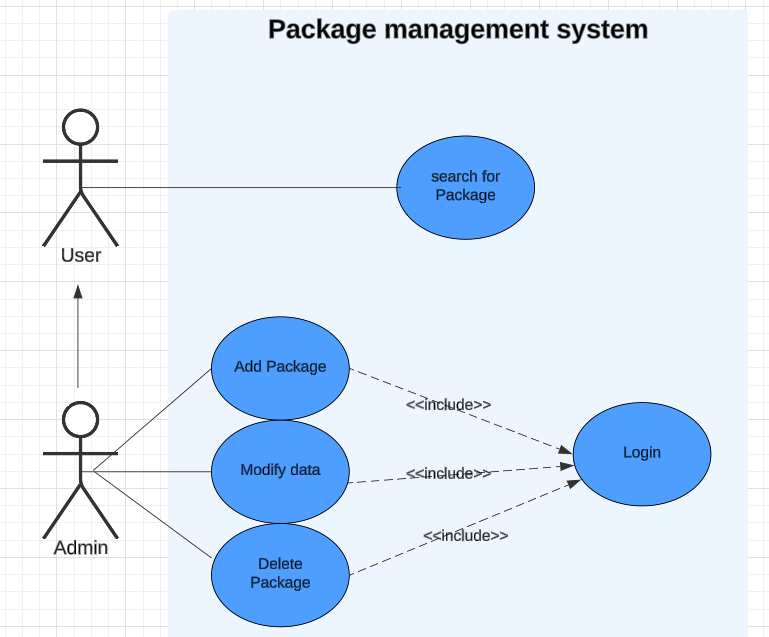 Package management system
search for
Package
User
Add Package
<<include>>
Modify data
<<include>>
Login
<<include>>
Admin
Delete
Package